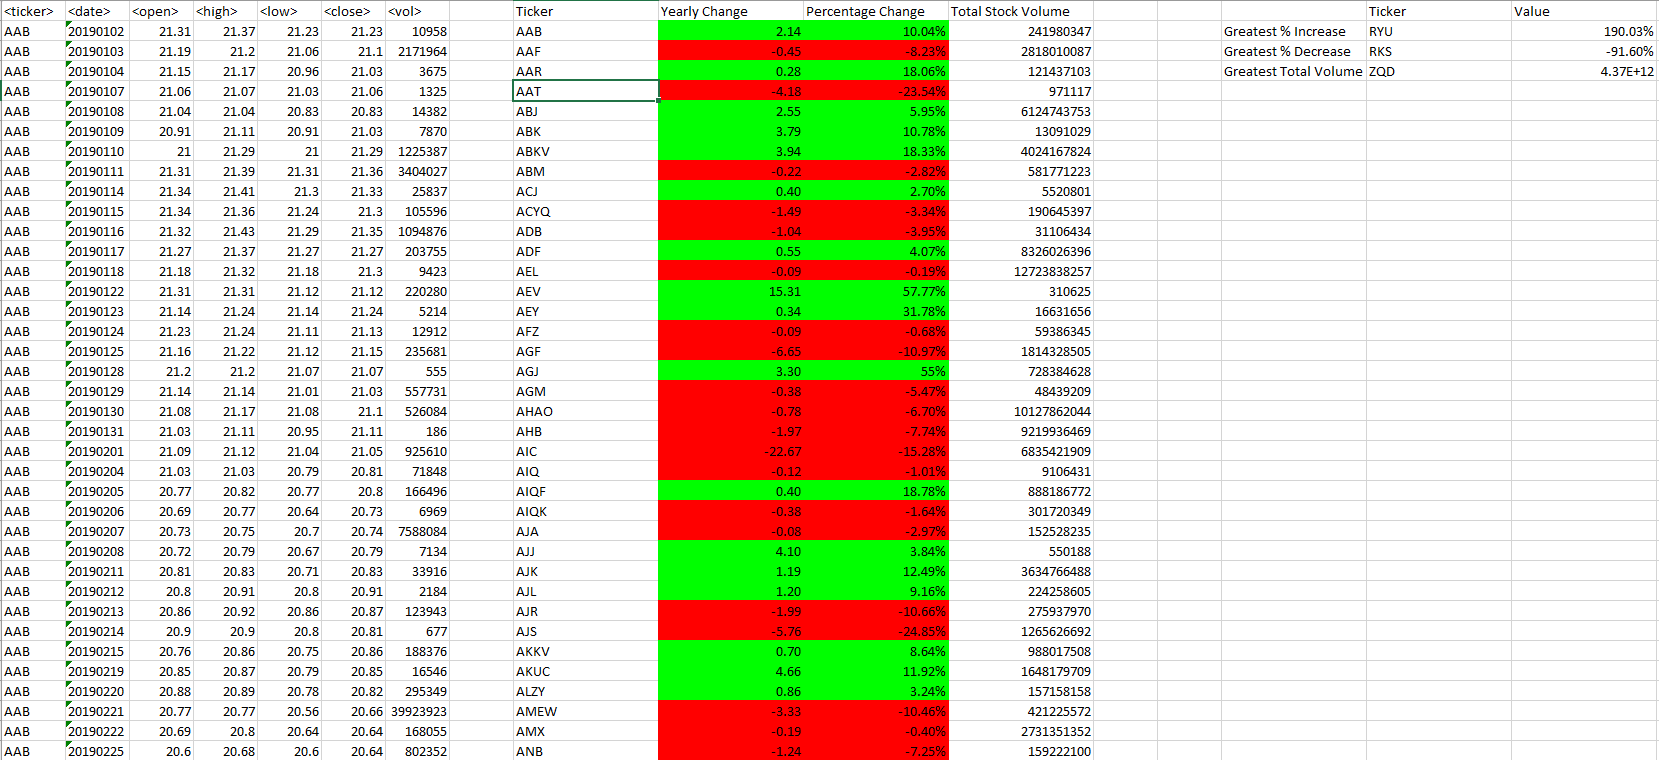 <ticker> <date> <open> <high> <low> <close> <vol> Ticker Yearly Change Percentage Change Total Stock Volume Ticker Value
AAB 20190102 21.31 21.37 21.23 21.23 10958 AAB 2.14 10.04% 241980347 Greatest % Increase RYU 190.03%
AAB 20190103 21.19 21.2 21.06 21.1 2171964 AAF -0.45 -8.23% 2818010087 Greatest % Decrease RKS -91.60%
AAB 20190104 21.15 21.17 20.96 21.03 3675 AAR 0.28 18.06% 121437103 Greatest Total Volume ZQD 4.37E+12
AAB 20190107 21.06 21.07 21.03 21.06 1325 AAT -4.18 -23.54% 971117
AAB 20190108 21.04 21.04 20.83 20.83 14382 ABJ 2.55 5.95% 6124743753
AAB 20190109 20.91 21.11 20.91 21.03 7870 ABK 3.79 10.78% 13091029
AAB 20190110 21 21.29 21 21.29 1225387 ABKV 3.94 18.33% 4024167824
AAB 20190111 21.31 21.39 21.31 21.36 3404027 ABM -0.22 -2.82% 581771223
AAB 20190114 21.34 21.41 21.3 21.33 25837 ACJ 0.40 2.70% 5520801
AAB 20190115 21.34 21.36 21.24 21.3 105596 ACYQ -1.49 -3.34% 190645397
AAB 20190116 21.32 21.43 21.29 21.35 1094876 ADB -1.04 -3.95% 31106434
AAB 20190117 21.27 21.37 21.27 21.27 203755 ADF 0.55 4.07% 8326026396
AAB 20190118 21.18 21.32 21.18 21.3 9423 AEL -0.09 -0.19% 12723838257
AAB 20190122 21.31 21.31 21.12 21.12 220280 AEV 15.31 57.77% 310625
AAB 20190123 21.14 21.24 21.14 21.24 5214 AEY 0.34 31.78% 16631656
AAB 20190124 21.23 21.24 21.11 21.13 12912 AFZ -0.09 -0.68% 59386345
AAB 20190125 21.16 21.22 21.12 21.15 235681 AGF -6.65 -10.97% 1814328505
AAB 20190128 21.2 21.2 21.07 21.07 555 AGJ 3.30 55% 728384628
AAB 20190129 21.14 21.14 21.01 21.03 557731 AGM -0.38 -5.47% 48439209
AAB 20190130 21.08 21.17 21.08 21.1 526084 AHAO -0.78 -6.70% 10127862044
AAB 20190131 21.03 21.11 20.95 21.11 186 AHB -1.97 -7.74% 9219936469
AAB 20190201 21.09 21.12 21.04 21.05 925610 AIC -22.67 -15.28% 6835421909
AAB 20190204 21.03 21.03 20.79 20.81 71848 AIQ -0.12 -1.01% 9106431
AAB 20190205 20.77 20.82 20.77 20.8 166496 AIQF 0.40 18.78% 888186772
AAB 20190206 20.69 20.77 20.64 20.73 6969 AIQK -0.38 -1.64% 301720349
AAB 20190207 20.73 20.75 20.7 20.74 7588084 AJA -0.08 -2.97% 152528235
AAB 20190208 20.72 20.79 20.67 20.79 7134 AJJ 4.10 3.84% 550188
AAB 20190211 20.81 20.83 20.71 20.83 33916 AJK 1.19 12.49% 3634766488
AAB 20190212 20.8 20.91 20.8 20.91 2184 AJL 1.20 9.16% 224258605
AAB 20190213 20.86 20.92 20.86 20.87 123943 AJR -1.99 -10.66% 275937970
AAB 20190214 20.9 20.9 20.8 20.81 677 AJS -5.76 -24.85% 1265626692
AAB 20190215 20.76 20.86 20.75 20.86 188376 AKKV 0.70 8.64% 988017508
AAB 20190219 20.85 20.87 20.79 20.85 16546 AKUC 4.66 11.92% 1648179709
AAB 20190220 20.88 20.89 20.78 20.82 295349 ALZY 0.86 3.24% 157158158
AAB 20190221 20.77 20.77 20.56 20.66 39923923 AMEW -3.33 -10.46% 421225572
AAB 20190222 20.69 20.8 20.64 20.64 168055 AMX -0.19 -0.40% 2731351352
AAB 20190225 20.6 20.68 20.6 20.64 802352 ANB -1.24 -7.25% 159222100